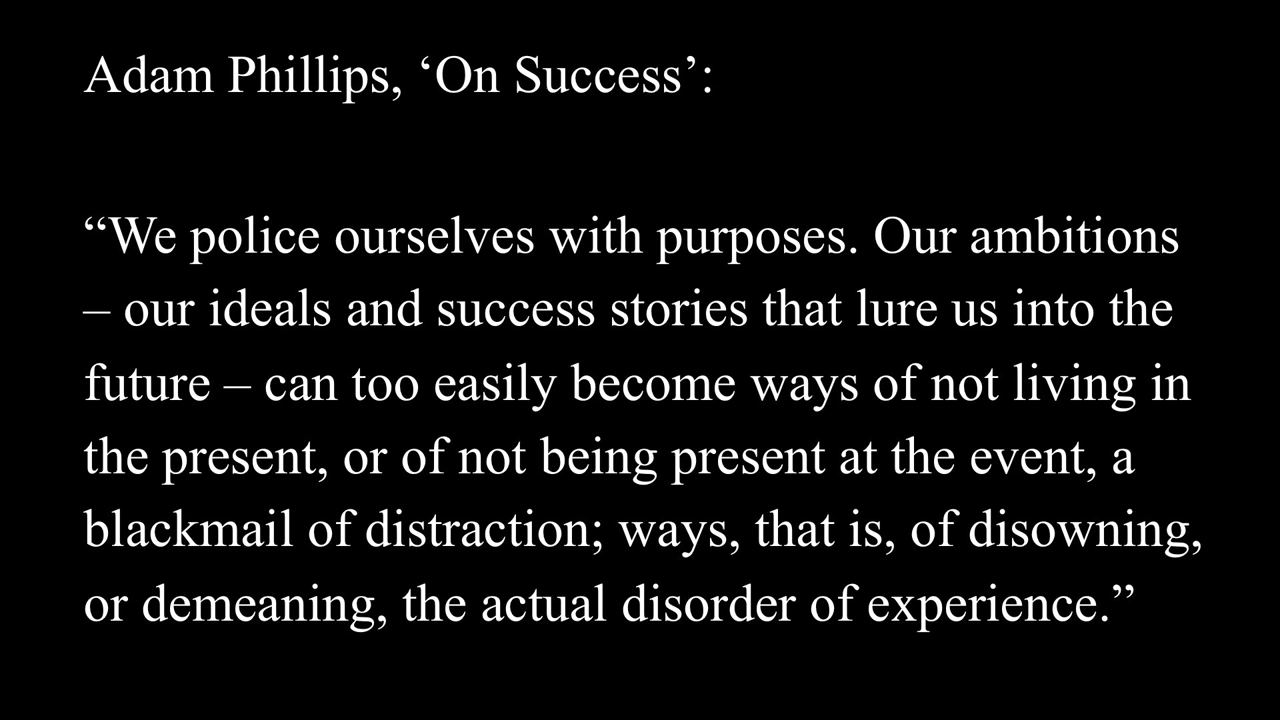 Adam Phillips, ‘On Success’:
“We police ourselves with purposes. Our ambitions
– our ideals and success stories that lure us into the
future – can too easily become ways of not living in
the present, or of not being present at the event, a
blackmail of distraction; ways, that is, of disowning,
or demeaning, the actual disorder of experience.”